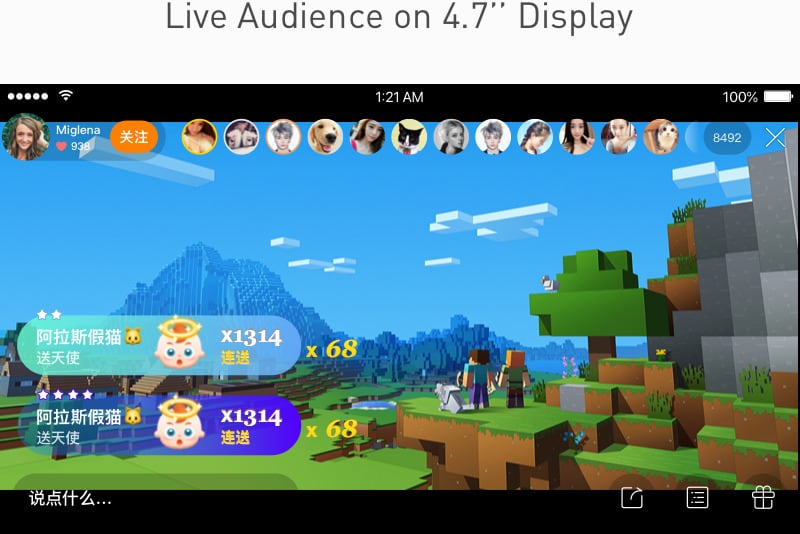 Live Audience on 4.7’’ Display
1:21 AM
100%
Miglena
938
关注
8492
阿拉斯假猫
送天使
x1314
连送
x 68
阿拉斯假猫
送天使
x1314
连送
x 68
说点什么...